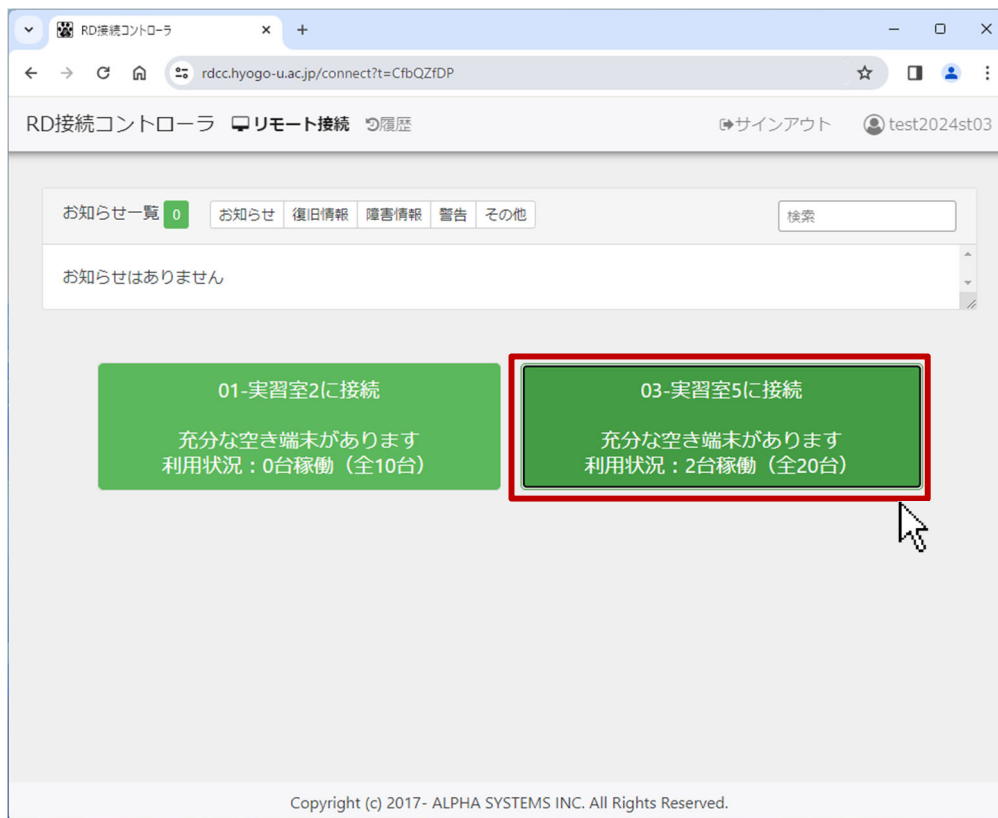 RD接続コントローラ
rdcc.hyogo-u.ac.jp/connect?t=CfbQZfDP
RD接続コントローラ リモート接続 履歴 サインアウト test2024st03
お知らせ一覧 0 お知らせ 復旧情報 障害情報 警告 その他 検索
お知らせはありません
01-実習室2に接続
充分な空き端末があります
利用状況：0台稼働（全10台）
03-実習室5に接続
充分な空き端末があります
利用状況：2台稼働（全20台）
Copyright (c) 2017- ALPHA SYSTEMS INC. All Rights Reserved.